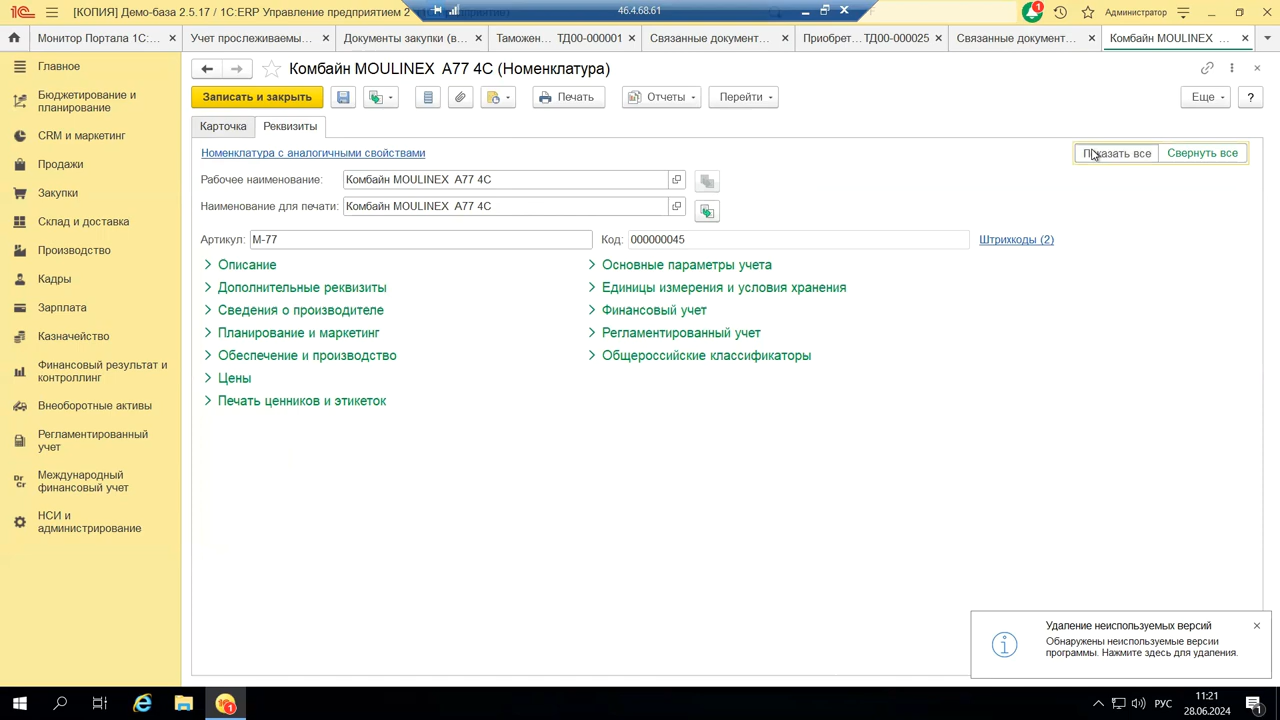 [КОПИЯ] Демо-база 2.5.17 / 1С:ERP Управление предприятием 2
46.4.68.61
1
Администратор
Монитор Портала 1С:...
Учет прослеживаемы...
Документы закупки (в...
Таможен... ТД00-000001
Связанные документ...
Приобрет... ТД00-000025
Связанные документ...
Комбайн MOULINEX ...
Главное
Бюджетирование и
планирование
CRM и маркетинг
Продажи
Закупки
Склад и доставка
Производство
Кадры
Зарплата
Казначейство
Финансовый результат и
контроллинг
Внеоборотные активы
Регламентированный
учет
Международный
финансовый учет
НСИ и
администрирование
Комбайн MOULINEX A77 4C (Номенклатура)
Записать и закрыть
Печать
Отчеты
Перейти
Еще
?
Карточка
Реквизиты
Номенклатура с аналогичными свойствами
Показать все
Свернуть все
Рабочее наименование:
Комбайн MOULINEX A77 4C
Наименование для печати:
Комбайн MOULINEX A77 4C
Артикул:
М-77
Код:
000000045
Штрихкоды (2)
Описание
Основные параметры учета
Дополнительные реквизиты
Единицы измерения и условия хранения
Сведения о производителе
Финансовый учет
Планирование и маркетинг
Регламентированный учет
Обеспечение и производство
Общероссийские классификаторы
Цены
Печать ценников и этикеток
Удаление неиспользуемых версий
Обнаружены неиспользуемые версии
программы. Нажмите здесь для удаления.
1
РУС
11:21
28.06.2024
1